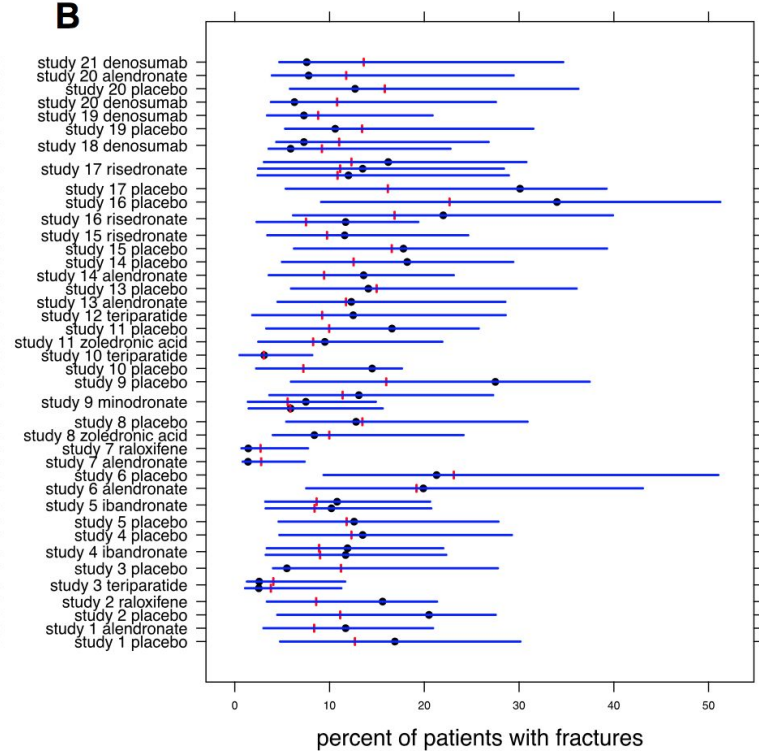 B
study 21 denosumab
study 20 alendronate
study 20 placebo
study 20 denosumab
study 19 denosumab
study 19 placebo
study 18 denosumab
study 17 risedronate
study 17 placebo
study 16 placebo
study 16 risedronate
study 15 risedronate
study 15 placebo
study 14 placebo
study 14 alendronate
study 13 placebo
study 13 alendronate
study 12 teriparatide
study 11 placebo
study 11 zoledronic acid
study 10 teriparatide
study 10 placebo
study 9 placebo
study 9 minodronate
study 8 placebo
study 8 zoledronic acid
study 7 raloxifene
study 7 alendronate
study 6 placebo
study 6 alendronate
study 5 ibandronate
study 5 placebo
study 4 placebo
study 4 ibandronate
study 3 placebo
study 3 teriparatide
study 2 raloxifene
study 2 placebo
study 1 alendronate
study 1 placebo
0 10 20 30 40 50
percent of patients with fractures